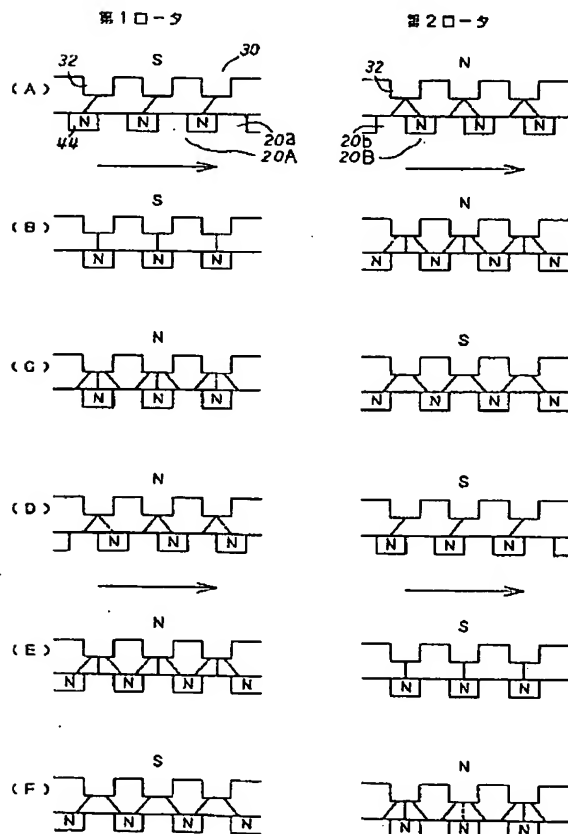 第1ロータ 第2ロータ
32 S 30 32 N
(A)
N N N N N N
44 20a 20A 20b 20B
(B) S N
N N N N N N N
(C) N S
N N N N N N N
(D) N S
N N N N N N
(E) N S
N N N N N N N
(F) S N
N N N N N N N